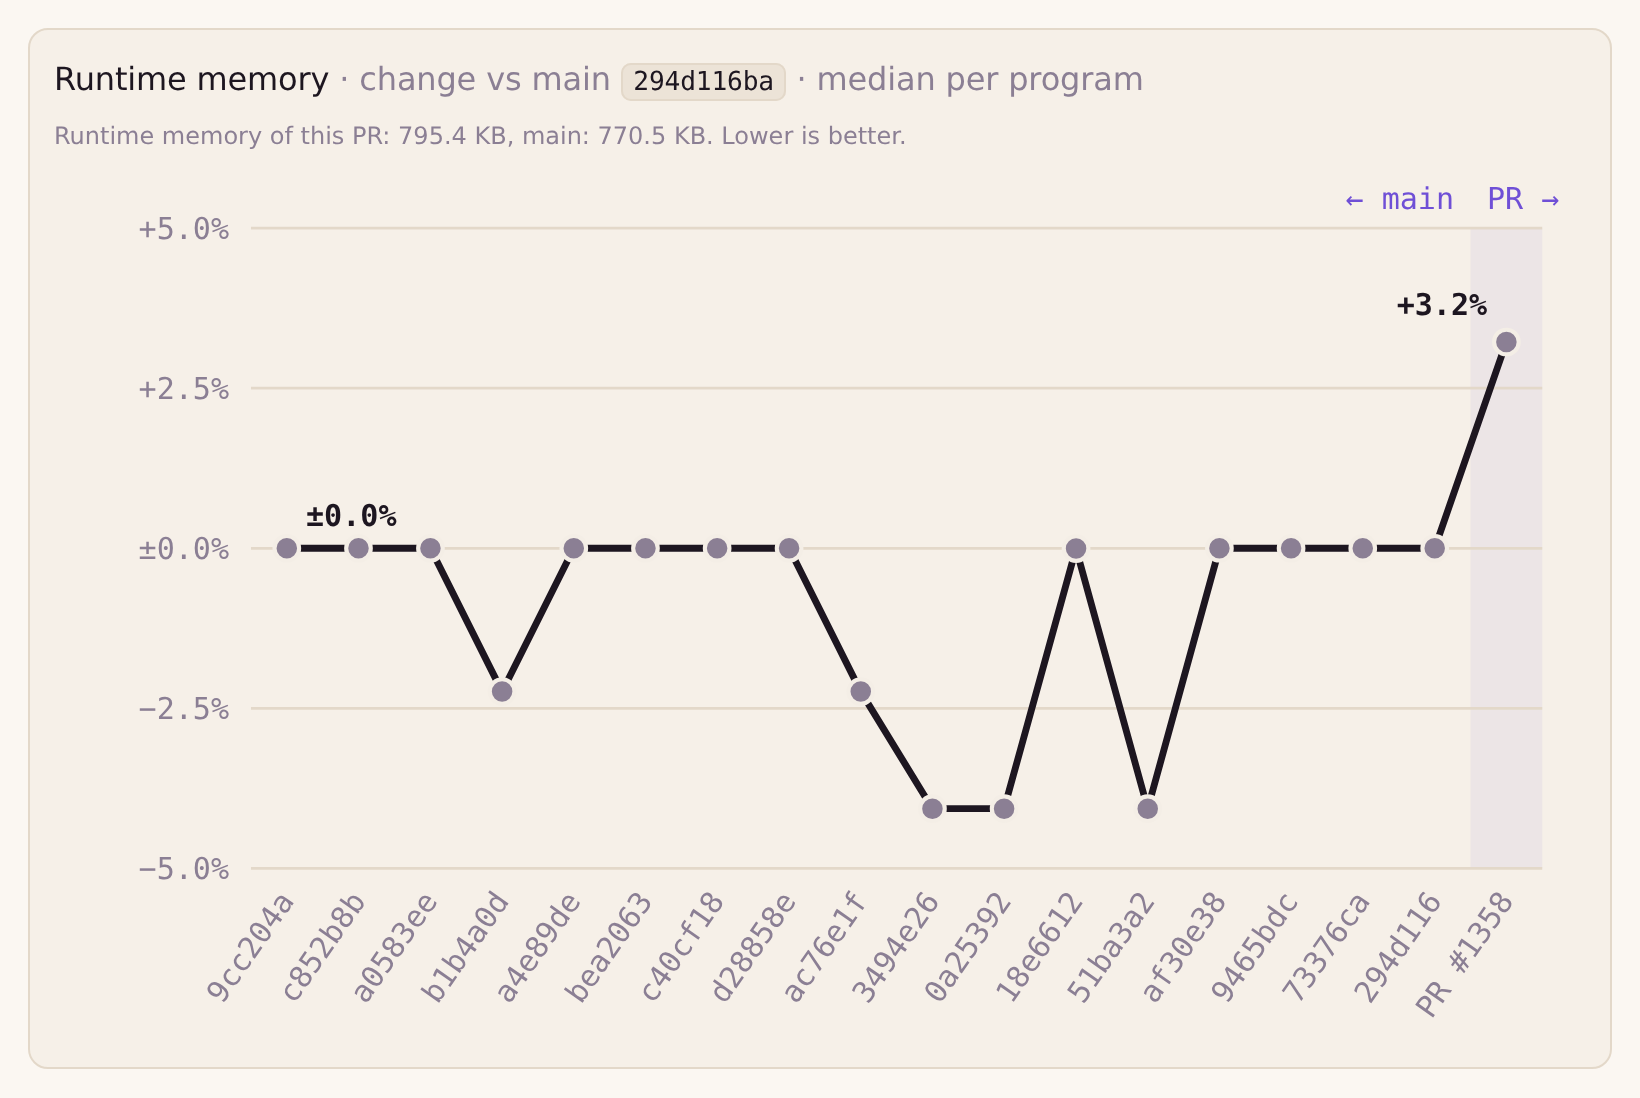 Runtime memory · change vs main 294d116ba · median per program
Runtime memory of this PR: 795.4 KB, main: 770.5 KB. Lower is better.
← main PR →
+5.0%
+3.2%
+2.5%
±0.0%
±0.0%
−2.5%
−5.0%
9cc204a
c852b8b
a0583ee
b1b4a0d
a4e89de
bea2063
c40cf18
d28858e
ac76e1f
3494e26
0a25392
18e6612
51ba3a2
af30e38
9465bdc
73376ca
294d116
PR #1358